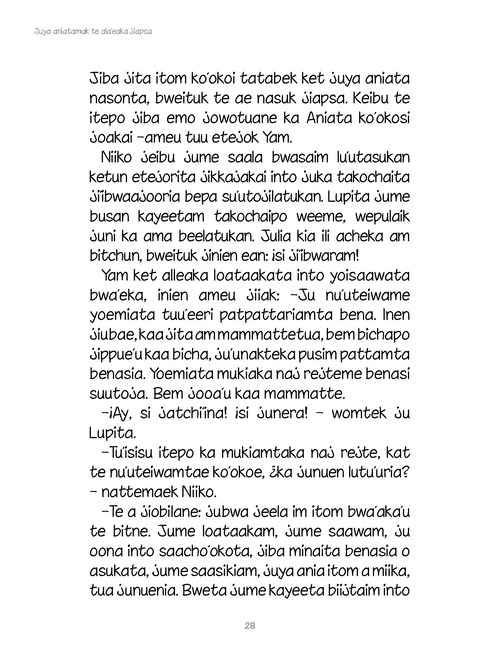 Juya aniatamak te ala'eaka jiapsa
Jiba jita itom ko'okoi tatabek ket juya aniata
nasonta, bweituk te ae nasuk jiapsa. Keibu te
itepo jiba emo jowotuane ka Aniata ko'okosi
joakai –ameu tuu etejok Yam.
Niiko jeibu jume saala bwasaim lu'utasukan
ketun etejorita jikkajakai into juka takochaita
ji'ibwaajooria bepa su'utojilatukan. Lupita jume
busan kayeetam takochaipo weeme, wepulaik
juni ka ama beelatukan. Julia kia ili acheka am
bitchun, bweituk jinien ean: ¡si ji'ibwaram!
Yam ket alleaka loataakata into yoisaawata
bwa'eka, inien ameu jiiak: –Ju nu'uteiwame
yoemiata tuu'eeri patpattariamta bena. Inen
jiubae, kaa jita am mammattetua, bem bichapo
jippue'u kaa bicha, ju'unakteka pusim pattamta
benasia. Yoemiata mukiaka naj rejteme benasi
suutoja. Bem jooa'u kaa mammatte.
–¡Ay, si jatchi'ina! ¡si junera! – womtek ju
Lupita.
–Tu'isisu itepo ka mukiamtaka naj rejte, kat
te nu'uteiwamtae ko'okoe, ¿ka junuen lutu'uria?
– nattemaek Niiko.
–Te a jiobilane: jubwa jeela im itom bwa'aka'u
te bitne. Jume loataakam, jume saawam, ju
oona into saacho'okota, jiba minaita benasia o
asukata, jume saasikiam, juya ania itom a miika,
tua junuenia. Bweta jume kayeeta biijtaim into
28